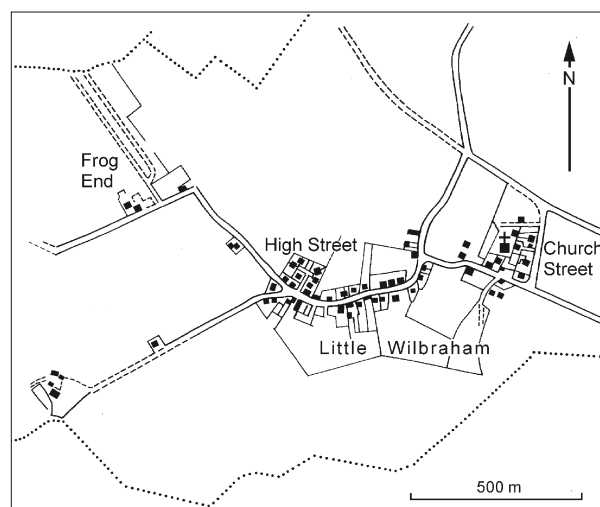 N
Frog
End
High Street
Church
Street
Little Wilbraham
500 m